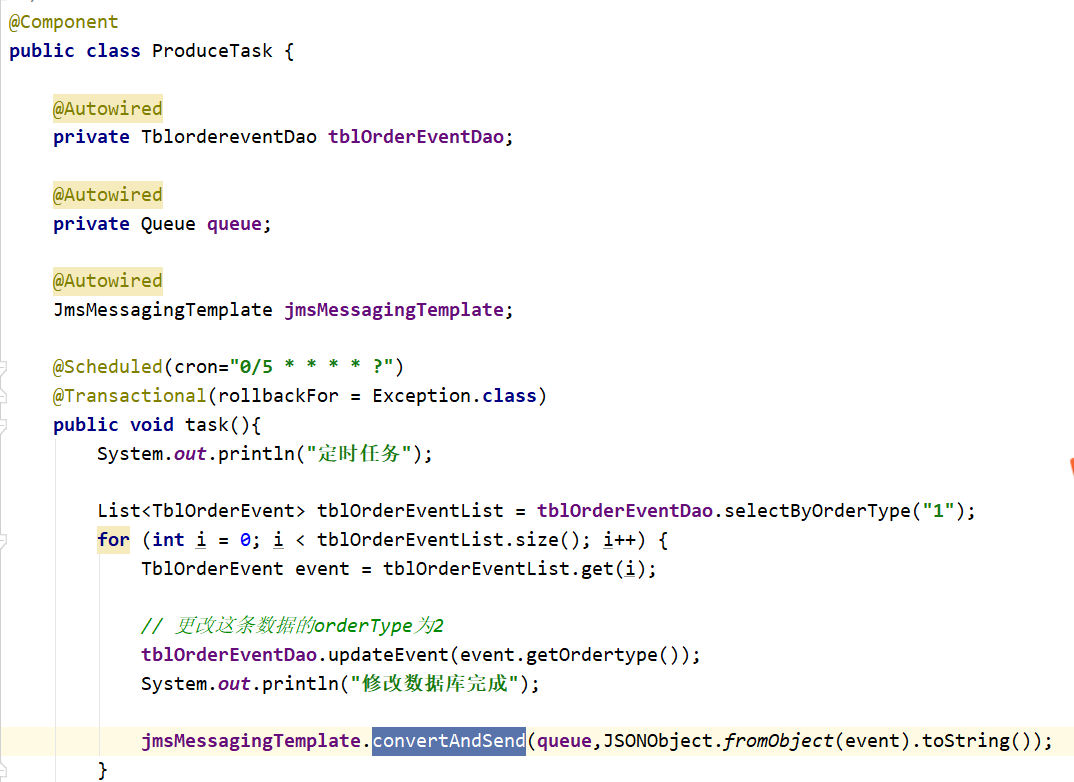 @Component
public class ProduceTask {
@Autowired
private TblordereventDao tblOrderEventDao;
@Autowired
private Queue queue;
@Autowired
JmsMessagingTemplate jmsMessagingTemplate;
@Scheduled(cron="0/5 * * * * ?")
@Transactional(rollbackFor = Exception.class)
public void task(){
System.out.println("定时任务");
List<TblOrderEvent> tblOrderEventList = tblOrderEventDao.selectByOrderType("1");
for (int i = 0; i < tblOrderEventList.size(); i++) {
TblOrderEvent event = tblOrderEventList.get(i);
// 更改这条数据的orderType为2
tblOrderEventDao.updateEvent(event.getOrdertype());
System.out.println("修改数据库完成");
jmsMessagingTemplate.convertAndSend(queue,JSONObject.fromObject(event).toString());
}